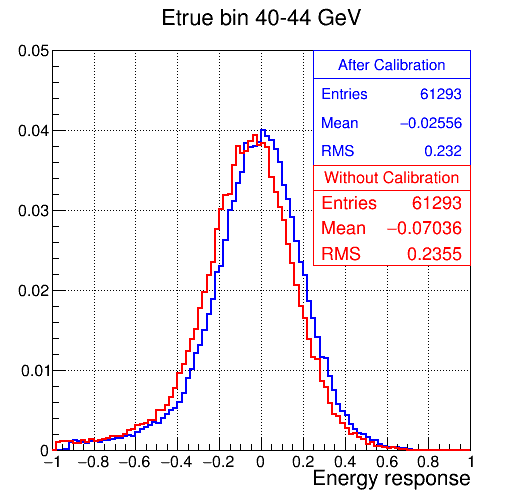 Etrue bin 40-44 GeV
0.05
0.04
0.03
0.02
0.01
0
After Calibration
Entries 61293
Mean −0.02556
RMS 0.232
Without Calibration
Entries 61293
Mean −0.07036
RMS 0.2355
−1 −0.8 −0.6 −0.4 −0.2 0 0.2 0.4 0.6 0.8 1
Energy response